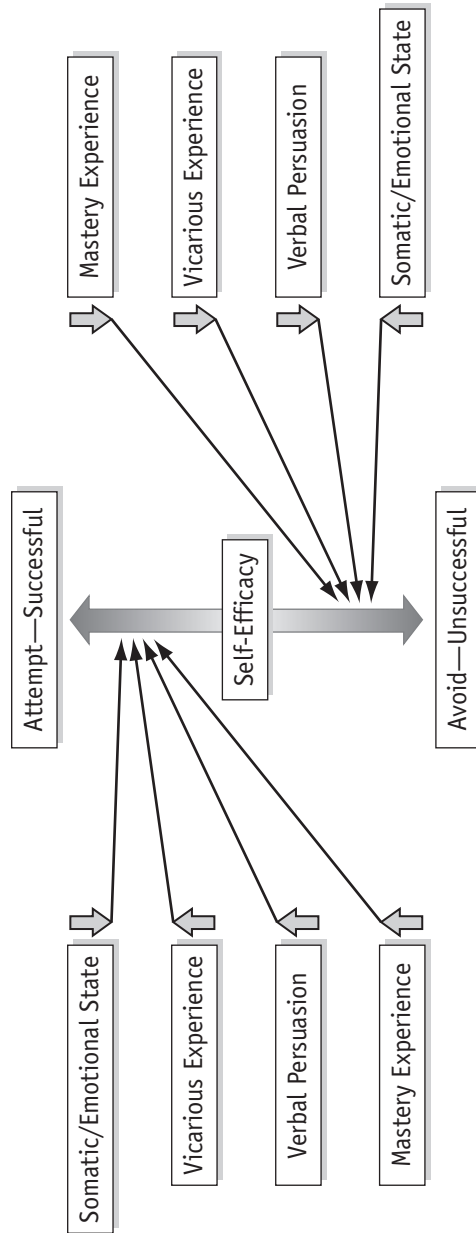 Attempt—Successful
Somatic/Emotional State
Mastery Experience
Vicarious Experience
Vicarious Experience
Self-Efficacy
Verbal Persuasion
Verbal Persuasion
Mastery Experience
Somatic/Emotional State
Avoid—Unsuccessful